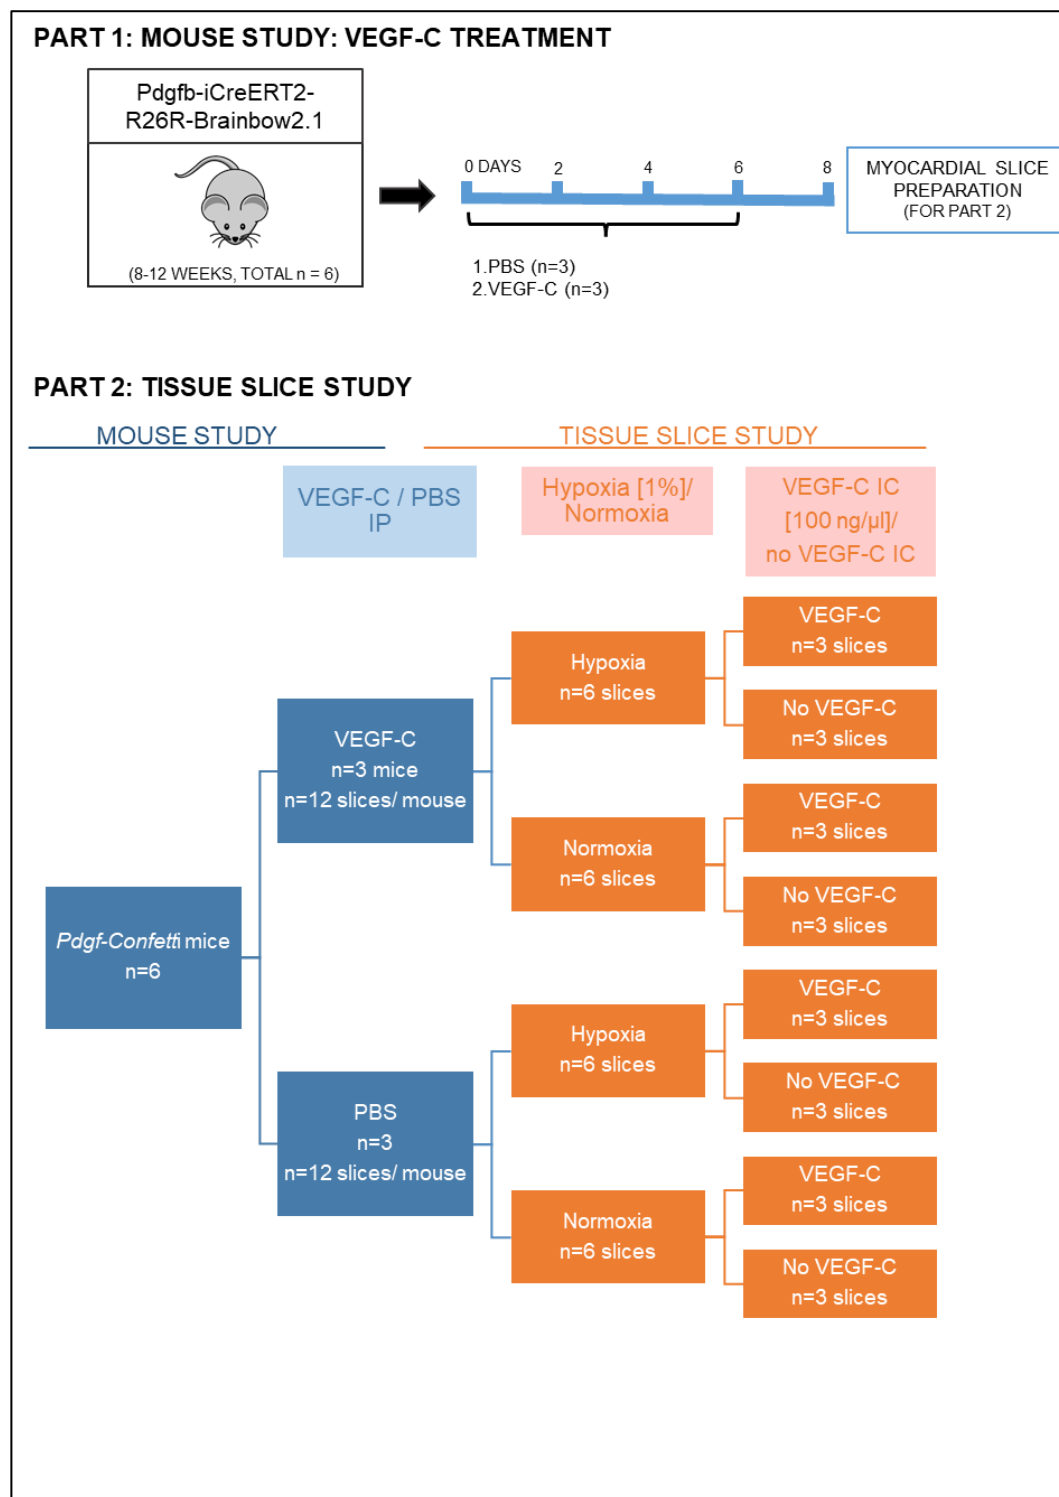 PART 1: MOUSE STUDY: VEGF-C TREATMENT
Pdgfb-iCreERT2-
R26R-Brainbow2.1
(8-12 WEEKS, TOTAL n = 6)
0 DAYS 2 4 6 8
1.PBS (n=3)
2.VEGF-C (n=3)
MYOCARDIAL SLICE
PREPARATION
(FOR PART 2)
PART 2: TISSUE SLICE STUDY
MOUSE STUDY
TISSUE SLICE STUDY
VEGF-C / PBS
IP
Hypoxia [1%]/
Normoxia
VEGF-C IC
[100 ng/µl]/
no VEGF-C IC
Pdgf-Confetti mice
n=6
VEGF-C
n=3 mice
n=12 slices/ mouse
PBS
n=3
n=12 slices/ mouse
Hypoxia
n=6 slices
Normoxia
n=6 slices
Hypoxia
n=6 slices
Normoxia
n=6 slices
VEGF-C
n=3 slices
No VEGF-C
n=3 slices
VEGF-C
n=3 slices
No VEGF-C
n=3 slices
VEGF-C
n=3 slices
No VEGF-C
n=3 slices
VEGF-C
n=3 slices
No VEGF-C
n=3 slices